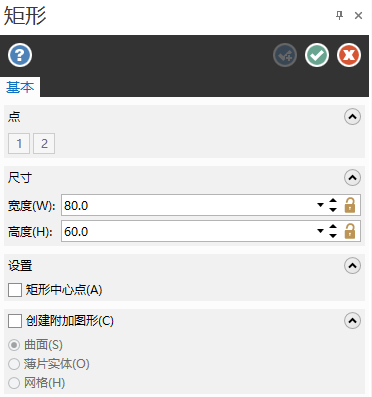 矩形
基本
点
1 2
尺寸
宽度(W): 80.0
高度(H): 60.0
设置
矩形中心点(A)
创建附加图形(C)
曲面(S)
薄片实体(O)
网格(H)